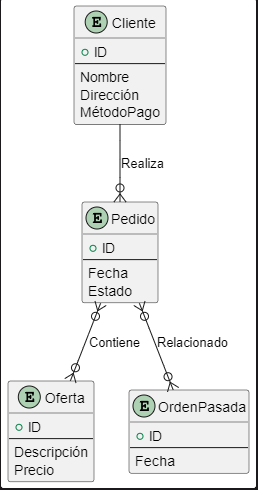 E Cliente
ID
Nombre
Dirección
MétodoPago
Realiza
E Pedido
ID
Fecha
Estado
Contiene
Relacionado
E Oferta
ID
Descripción
Precio
E OrdenPasada
ID
Fecha